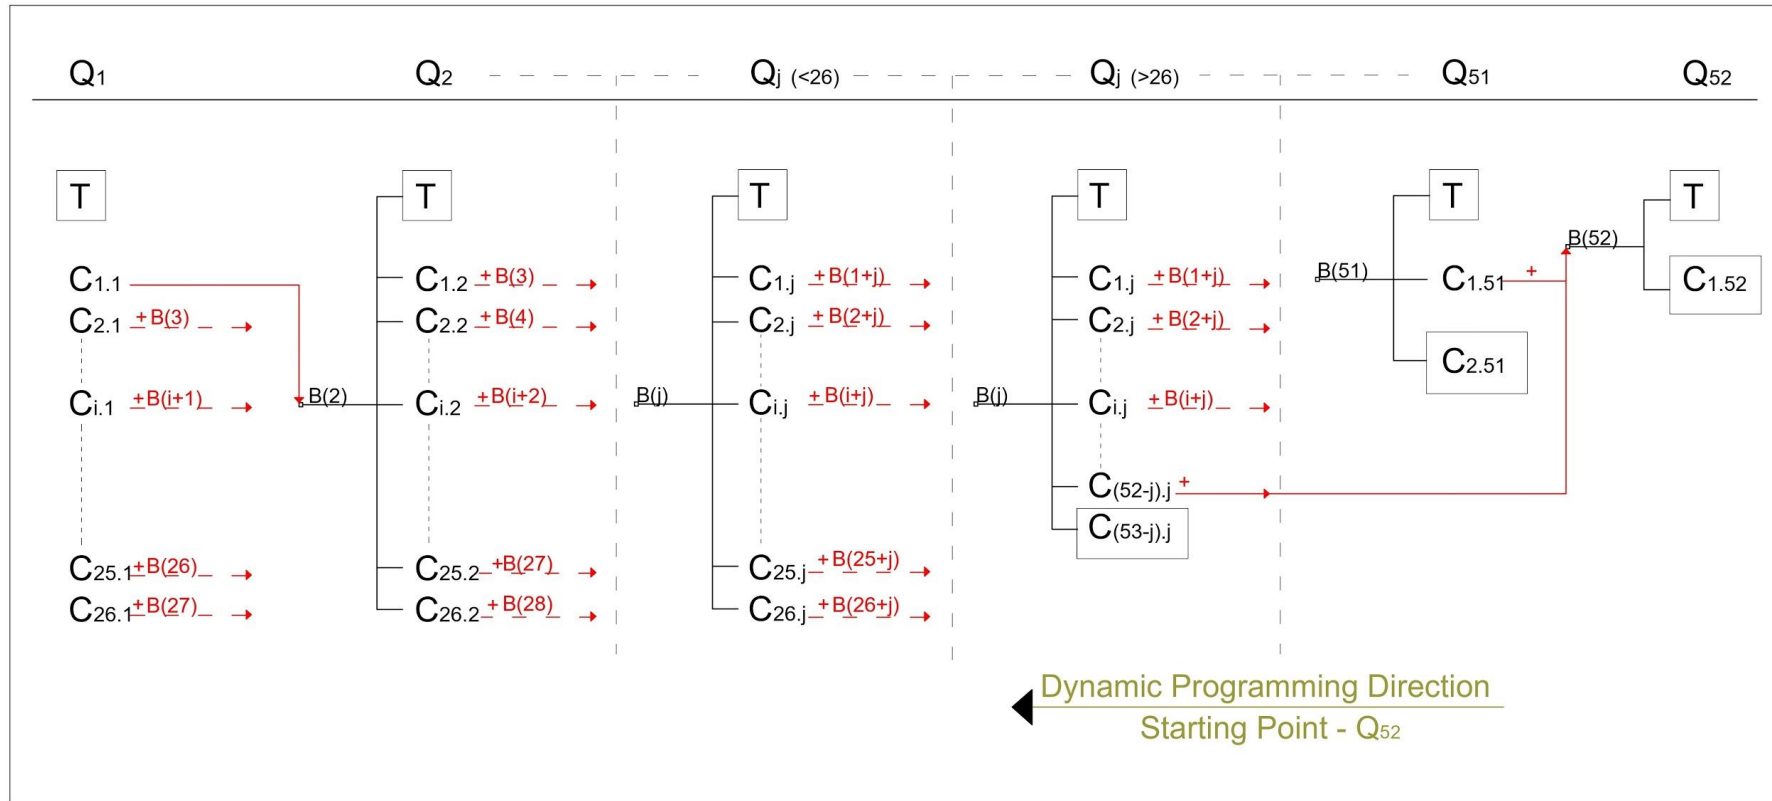 Q1 Q2 Qj (<26) Qj (>26) Q51 Q52
T T T T T T
B(52)
C1.1 C1.2 +B(3) C1.j +B(1+j) C1.j +B(1+j) B(51) C1.51 + C1.52
C2.1 +B(3) C2.2 +B(4) C2.j +B(2+j) C2.j +B(2+j)
C2.51
Ci.1 +B(i+1) B(2) Ci.2 +B(i+2) B(j) Ci.j +B(i+j) B(j) Ci.j +B(i+j)
C(52-j).j +
C(53-j).j
C25.1 +B(26) C25.2 +B(27) C25.j +B(25+j)
C26.1 +B(27) C26.2 +B(28) C26.j +B(26+j)
Dynamic Programming Direction
Starting Point - Q52